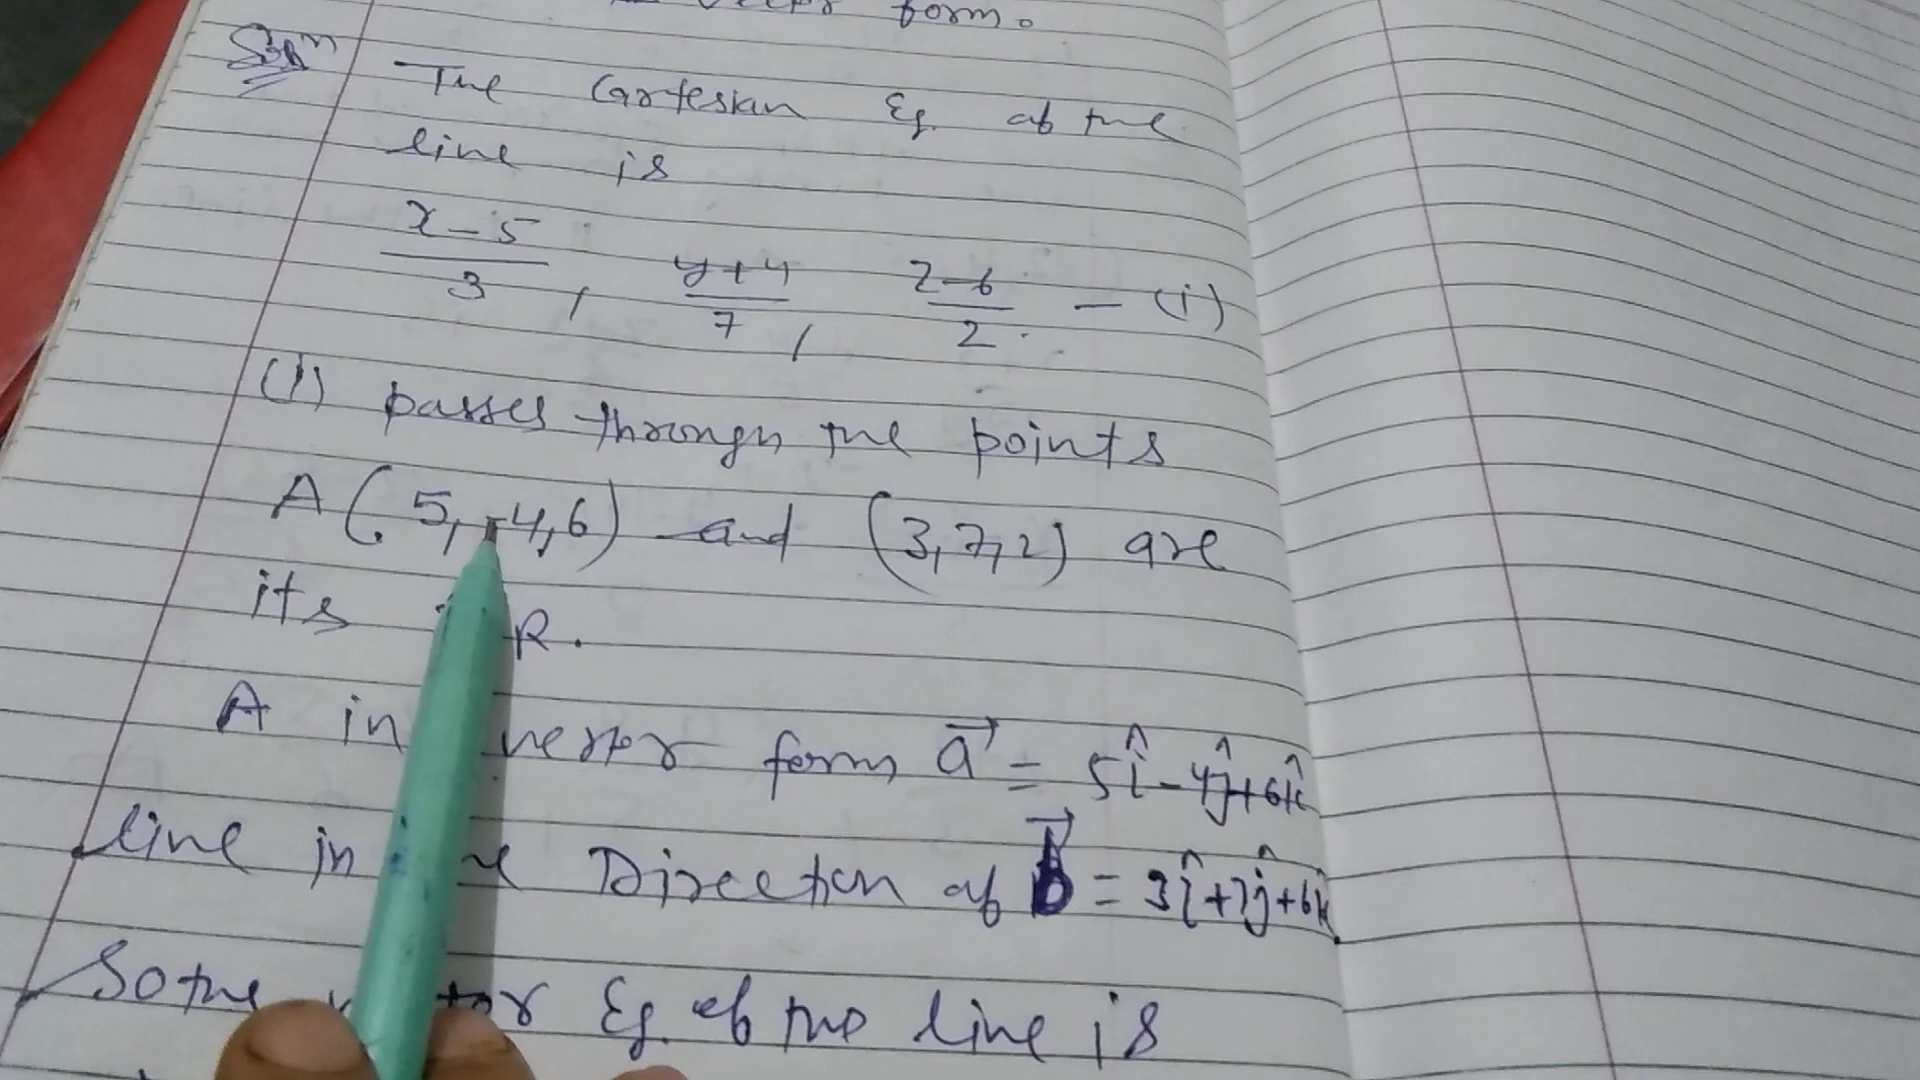 form.
Soln The Cartesian Eq. of the
line is
x-5/3, y+4/7, z-6/2. - (i)
(i) passes through the points
A(5,-4,6) and (3,7,2) are
its R.
A in vector form a⃗ = 5î-4ĵ+6k̂
line in Direction of b⃗ = 3î+7ĵ+6k̂
So the Eq. of the line is